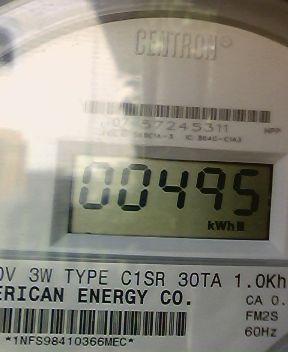 CENTRON®
57245311
HPP
00495
kWh
0V 3W TYPE C1SR 30TA 1.0Kh
ERICAN ENERGY CO.
CA 0.
FM2S
60Hz
*1NFS98410366MEC*